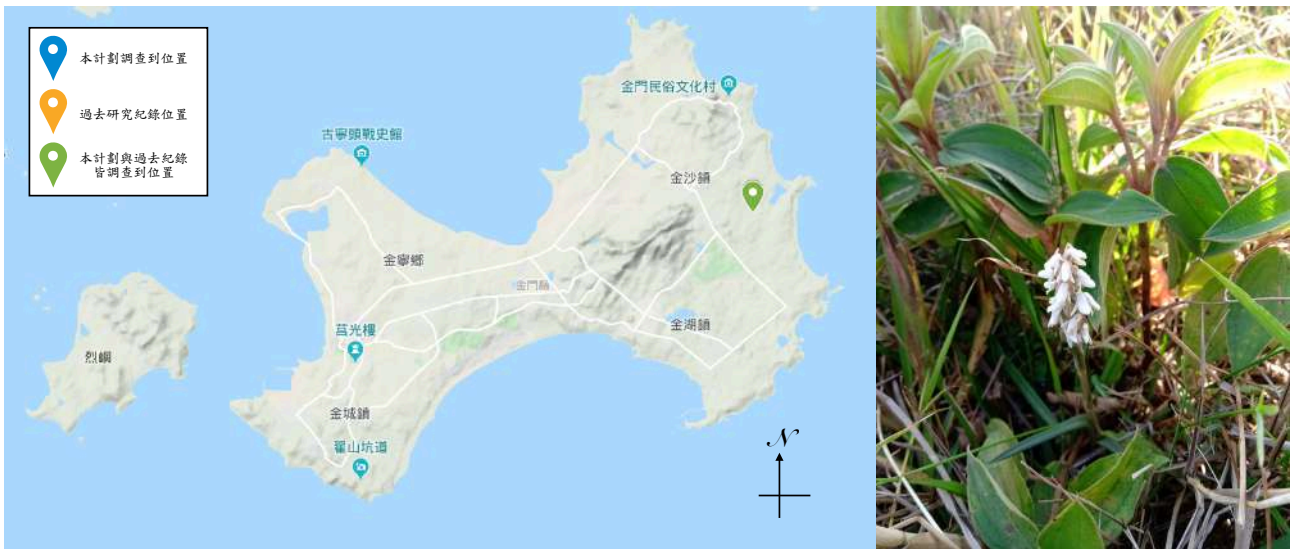 本計劃調查到位置
過去研究紀錄位置
本計劃與過去紀錄
皆調查到位置
金門民俗文化村
古寧頭戰史館
金沙鎮
金寧鄉
金門縣
金湖鎮
莒光樓
烈嶼
金城鎮
翟山坑道
N